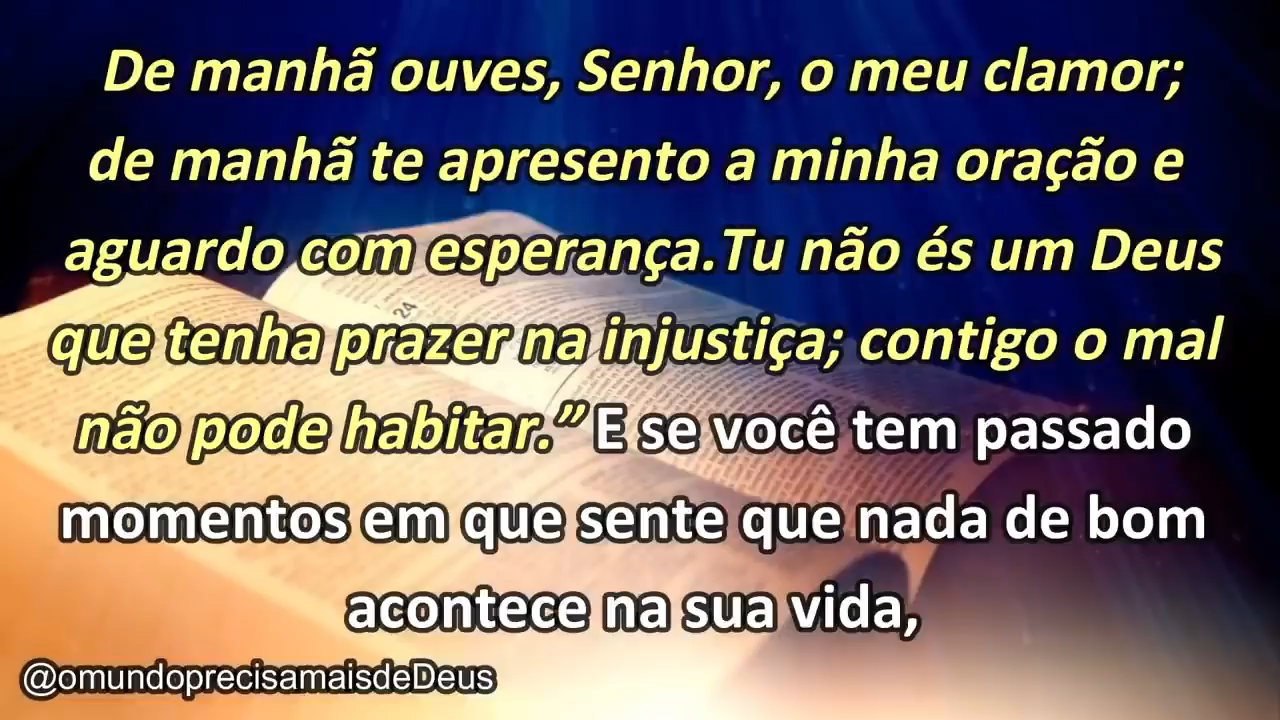 De manhã ouves, Senhor, o meu clamor;
de manhã te apresento a minha oração e
aguardo com esperança.Tu não és um Deus
que tenha prazer na injustiça; contigo o mal
não pode habitar.” E se você tem passado
momentos em que sente que nada de bom
acontece na sua vida,
@omundoprecisamaisdeDeus
24